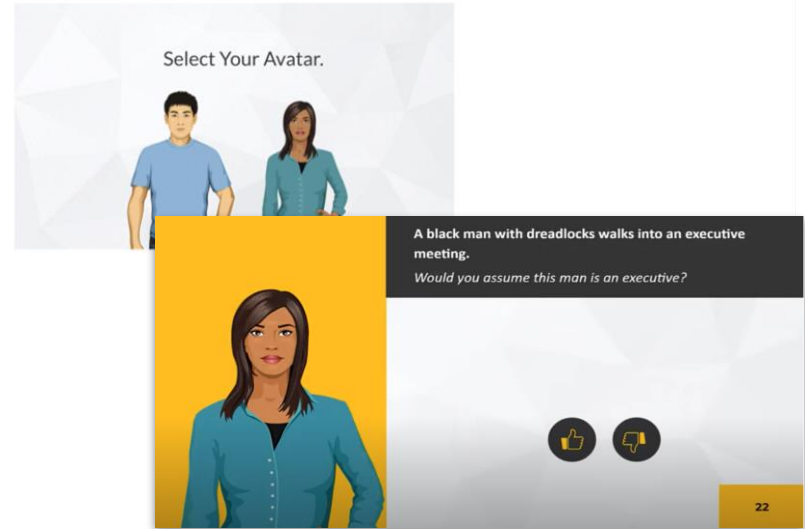 Select Your Avatar.
A black man with dreadlocks walks into an executive
meeting.
Would you assume this man is an executive?
22